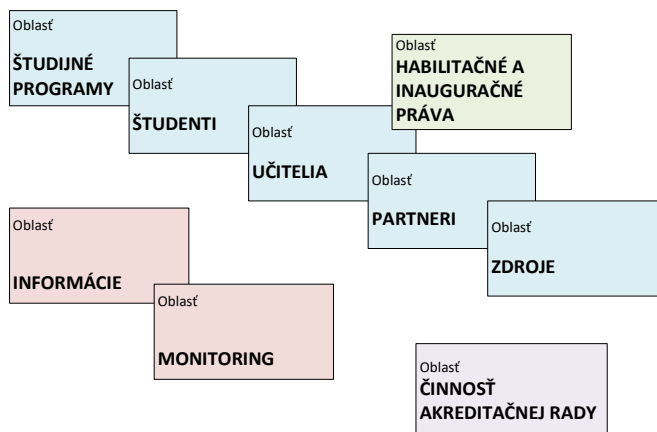 Oblasť
ŠTUDIJNÉ
PROGRAMY
Oblasť
ŠTUDENTI
Oblasť
UČITELIA
Oblasť
HABILITAČNÉ A
INAUGURAČNÉ
PRÁVA
Oblasť
PARTNERI
Oblasť
ZDROJE
Oblasť
INFORMÁCIE
Oblasť
MONITORING
Oblasť
ČINNOSŤ
AKREDITAČNEJ RADY